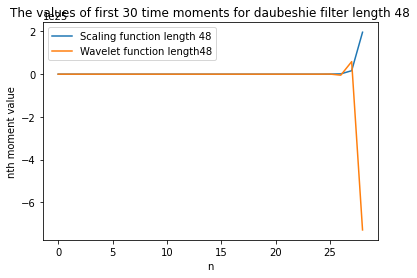 The values of first 30 time moments for daubeshie filter length 48
1e25
Scaling function length 48
Wavelet function length48
nth moment value
2
0
−2
−4
−6
0 5 10 15 20 25
n